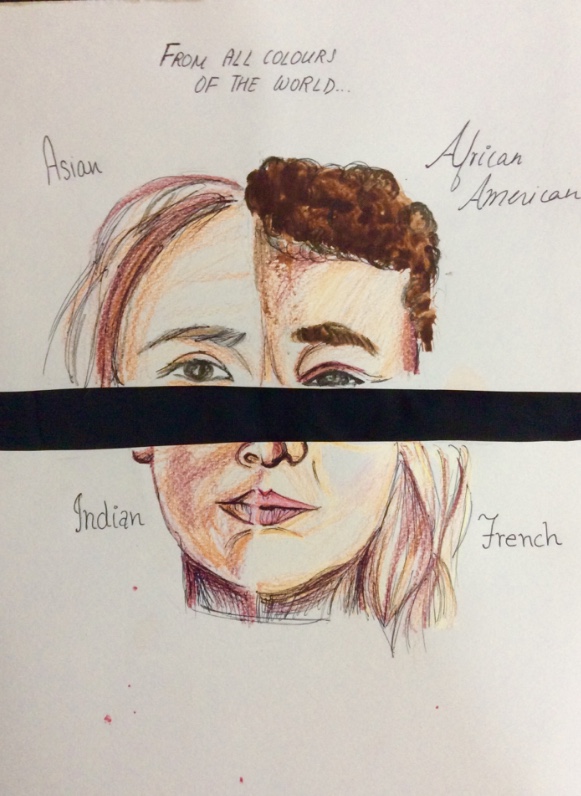 FROM ALL COLOURS
OF THE WORLD...
Asian
African
American
Indian
French